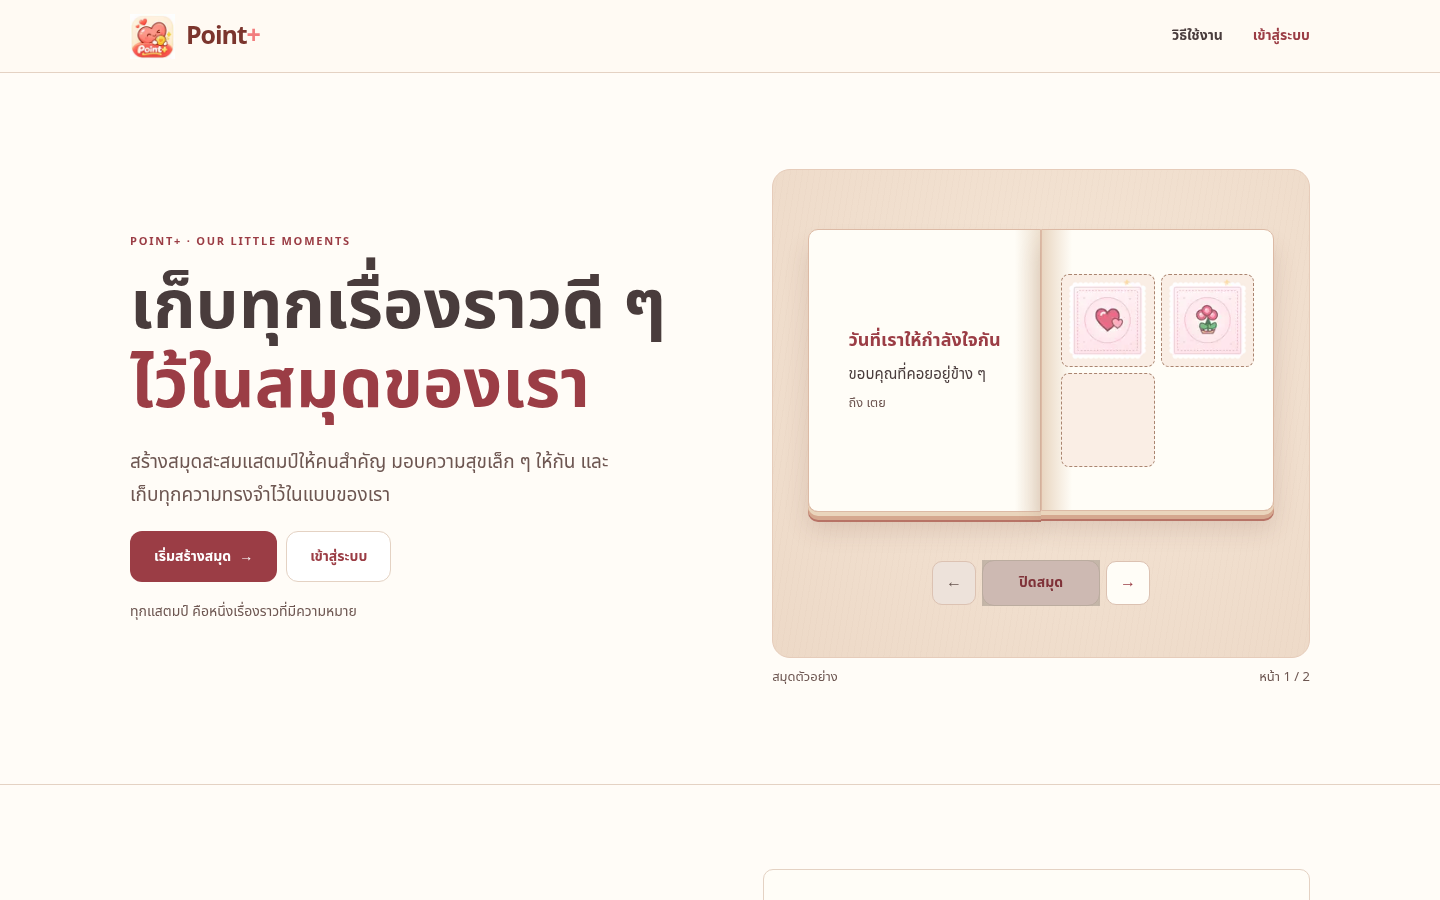 Point+
Point+
วิธีใช้งาน
เข้าสู่ระบบ
POINT+ · OUR LITTLE MOMENTS
เก็บทุกเรื่องราวดี ๆ
ไว้ในสมุดของเรา
สร้างสมุดสะสมแสตมป์ให้คนสำคัญ มอบความสุขเล็ก ๆ ให้กัน และ
เก็บทุกความทรงจำไว้ในแบบของเรา
เริ่มสร้างสมุด →
เข้าสู่ระบบ
ทุกแสตมป์ คือหนึ่งเรื่องราวที่มีความหมาย
วันที่เราให้กำลังใจกัน
ขอบคุณที่คอยอยู่ข้าง ๆ
ถึง เตย
← ปิดสมุด →
สมุดตัวอย่าง
หน้า 1 / 2